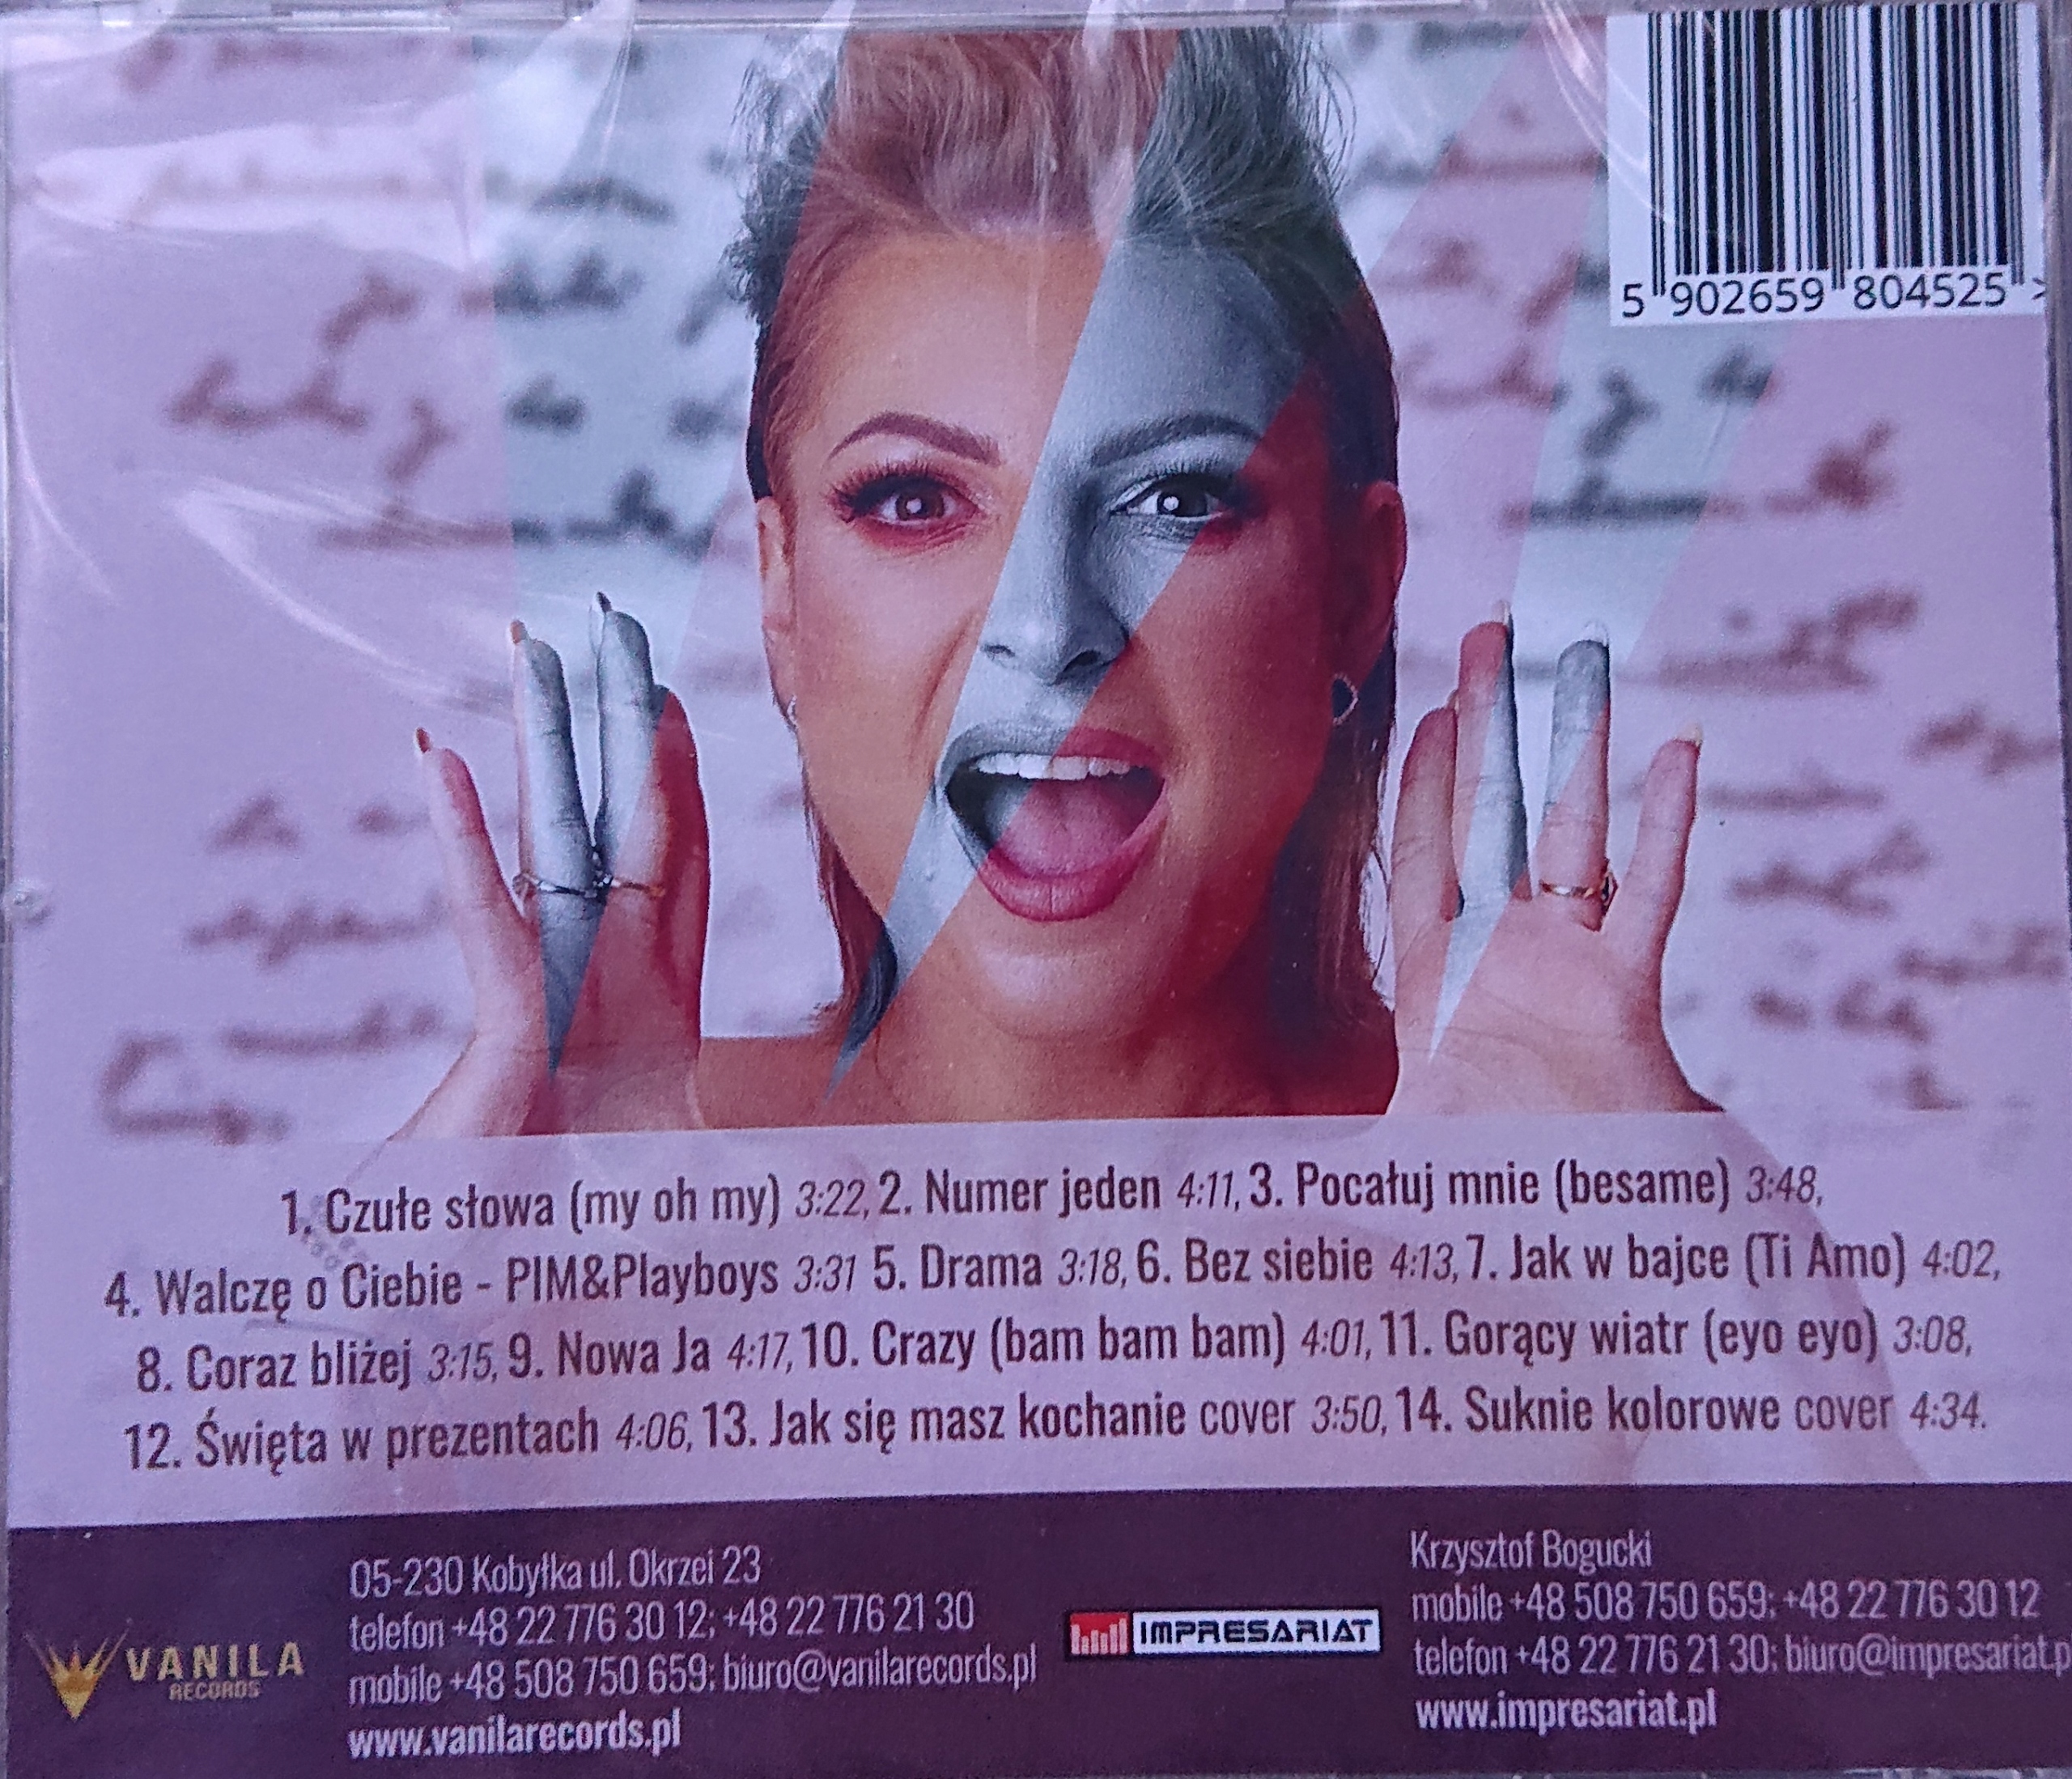 5 902659 804525 >
1. Czułe słowa (my oh my) 3:22, 2. Numer jeden 4:11, 3. Pocałuj mnie (besame) 3:48,
4. Walczę o Ciebie - PIM&Playboys 3:31 5. Drama 3:18, 6. Bez siebie 4:13, 7. Jak w bajce (Ti Amo) 4:02,
8. Coraz bliżej 3:15, 9. Nowa Ja 4:17, 10. Crazy (bam bam bam) 4:01, 11. Gorący wiatr (eyo eyo) 3:08,
12. Święta w prezentach 4:06, 13. Jak się masz kochanie cover 3:50, 14. Suknie kolorowe cover 4:34.
VANILA
RECORDS
05-230 Kobyłka ul. Okrzei 23
telefon +48 22 776 30 12; +48 22 776 21 30
mobile +48 508 750 659; biuro@vanilarecords.pl
www.vanilarecords.pl
IMPRESARIAT
Krzysztof Bogucki
mobile +48 508 750 659; +48 22 776 30 12
telefon +48 22 776 21 30; biuro@impresariat.p
www.impresariat.pl